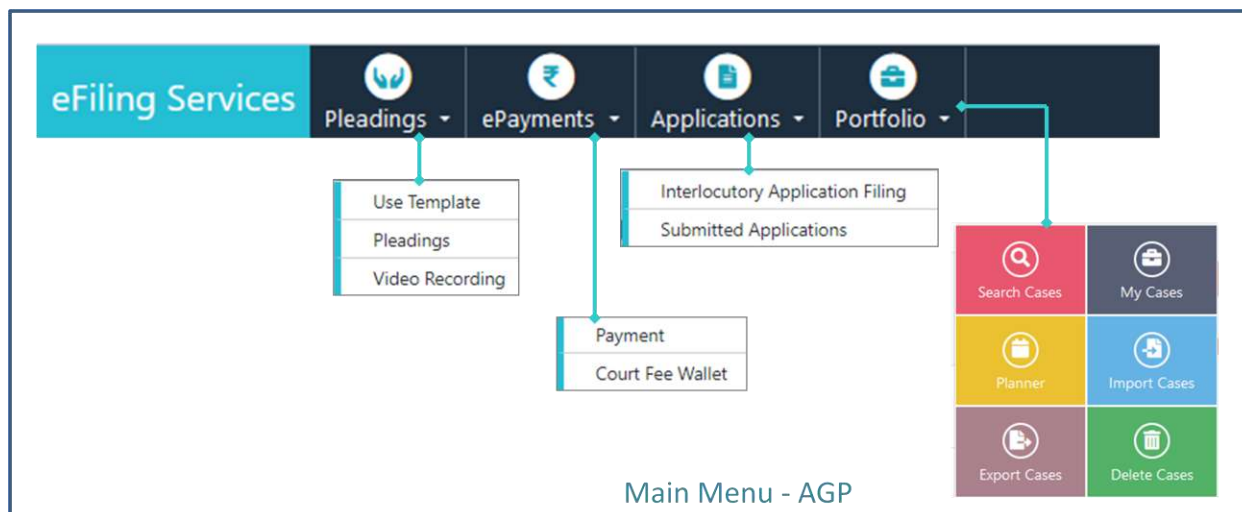 eFiling Services
Pleadings
ePayments
Applications
Portfolio
Use Template
Pleadings
Video Recording
Interlocutory Application Filing
Submitted Applications
Payment
Court Fee Wallet
Search Cases
My Cases
Planner
Import Cases
Export Cases
Delete Cases
Main Menu - AGP